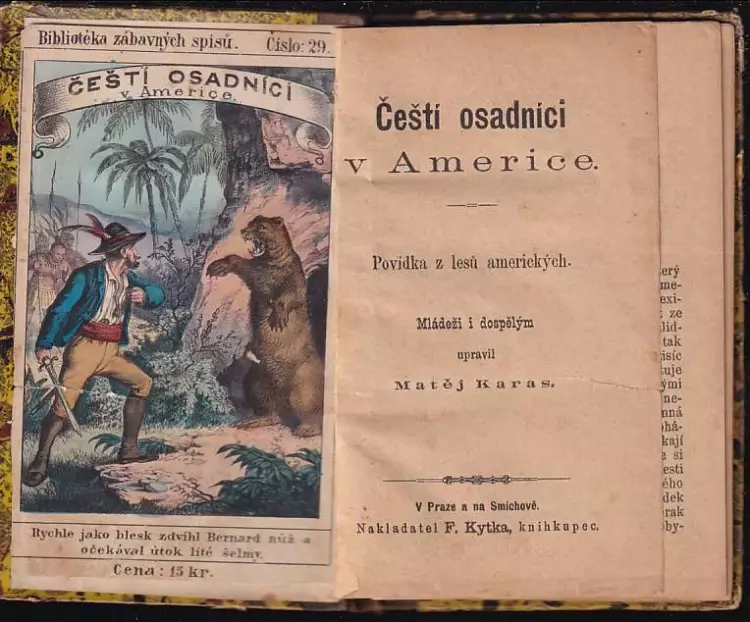 Bibliotéka zábavných spisů. Číslo: 29.
ČEŠTÍ OSADNÍCI
v Americe.
Rychle jako blesk zdvihl Bernard nůž a
očekával útok lité šelmy.
Cena: 15 kr.
Čeští osadníci
v Americe.
Povídka z lesů amerických.
Mládeži i dospělým
upravil
Matěj Karas.
V Praze a na Smíchově.
Nakladatel F. Kytka, knihkupec.